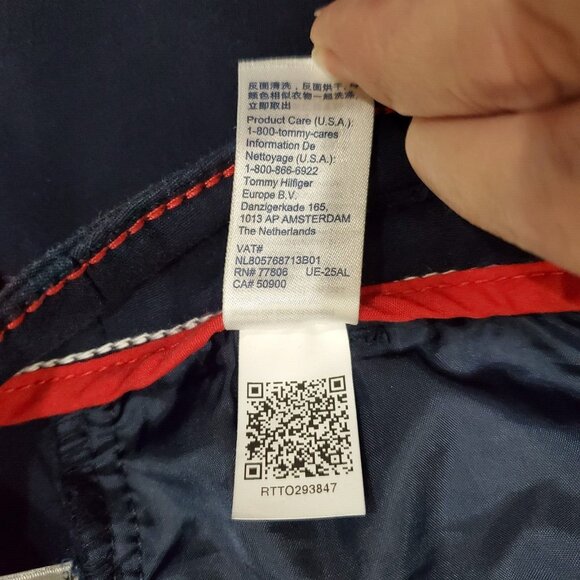 反面清洗，反面烘干，与
颜色相似衣物一起洗涤，
立即取出
Product Care (U.S.A.):
1-800-tommy-cares
Information De
Nettoyage (U.S.A.):
1-800-866-6922
Tommy Hilfiger
Europe B.V.
Danzigerkade 165,
1013 AP AMSTERDAM
The Netherlands
VAT#
NL805768713B01
RN# 77806 UE-25AL
CA# 50900
RTTO293847